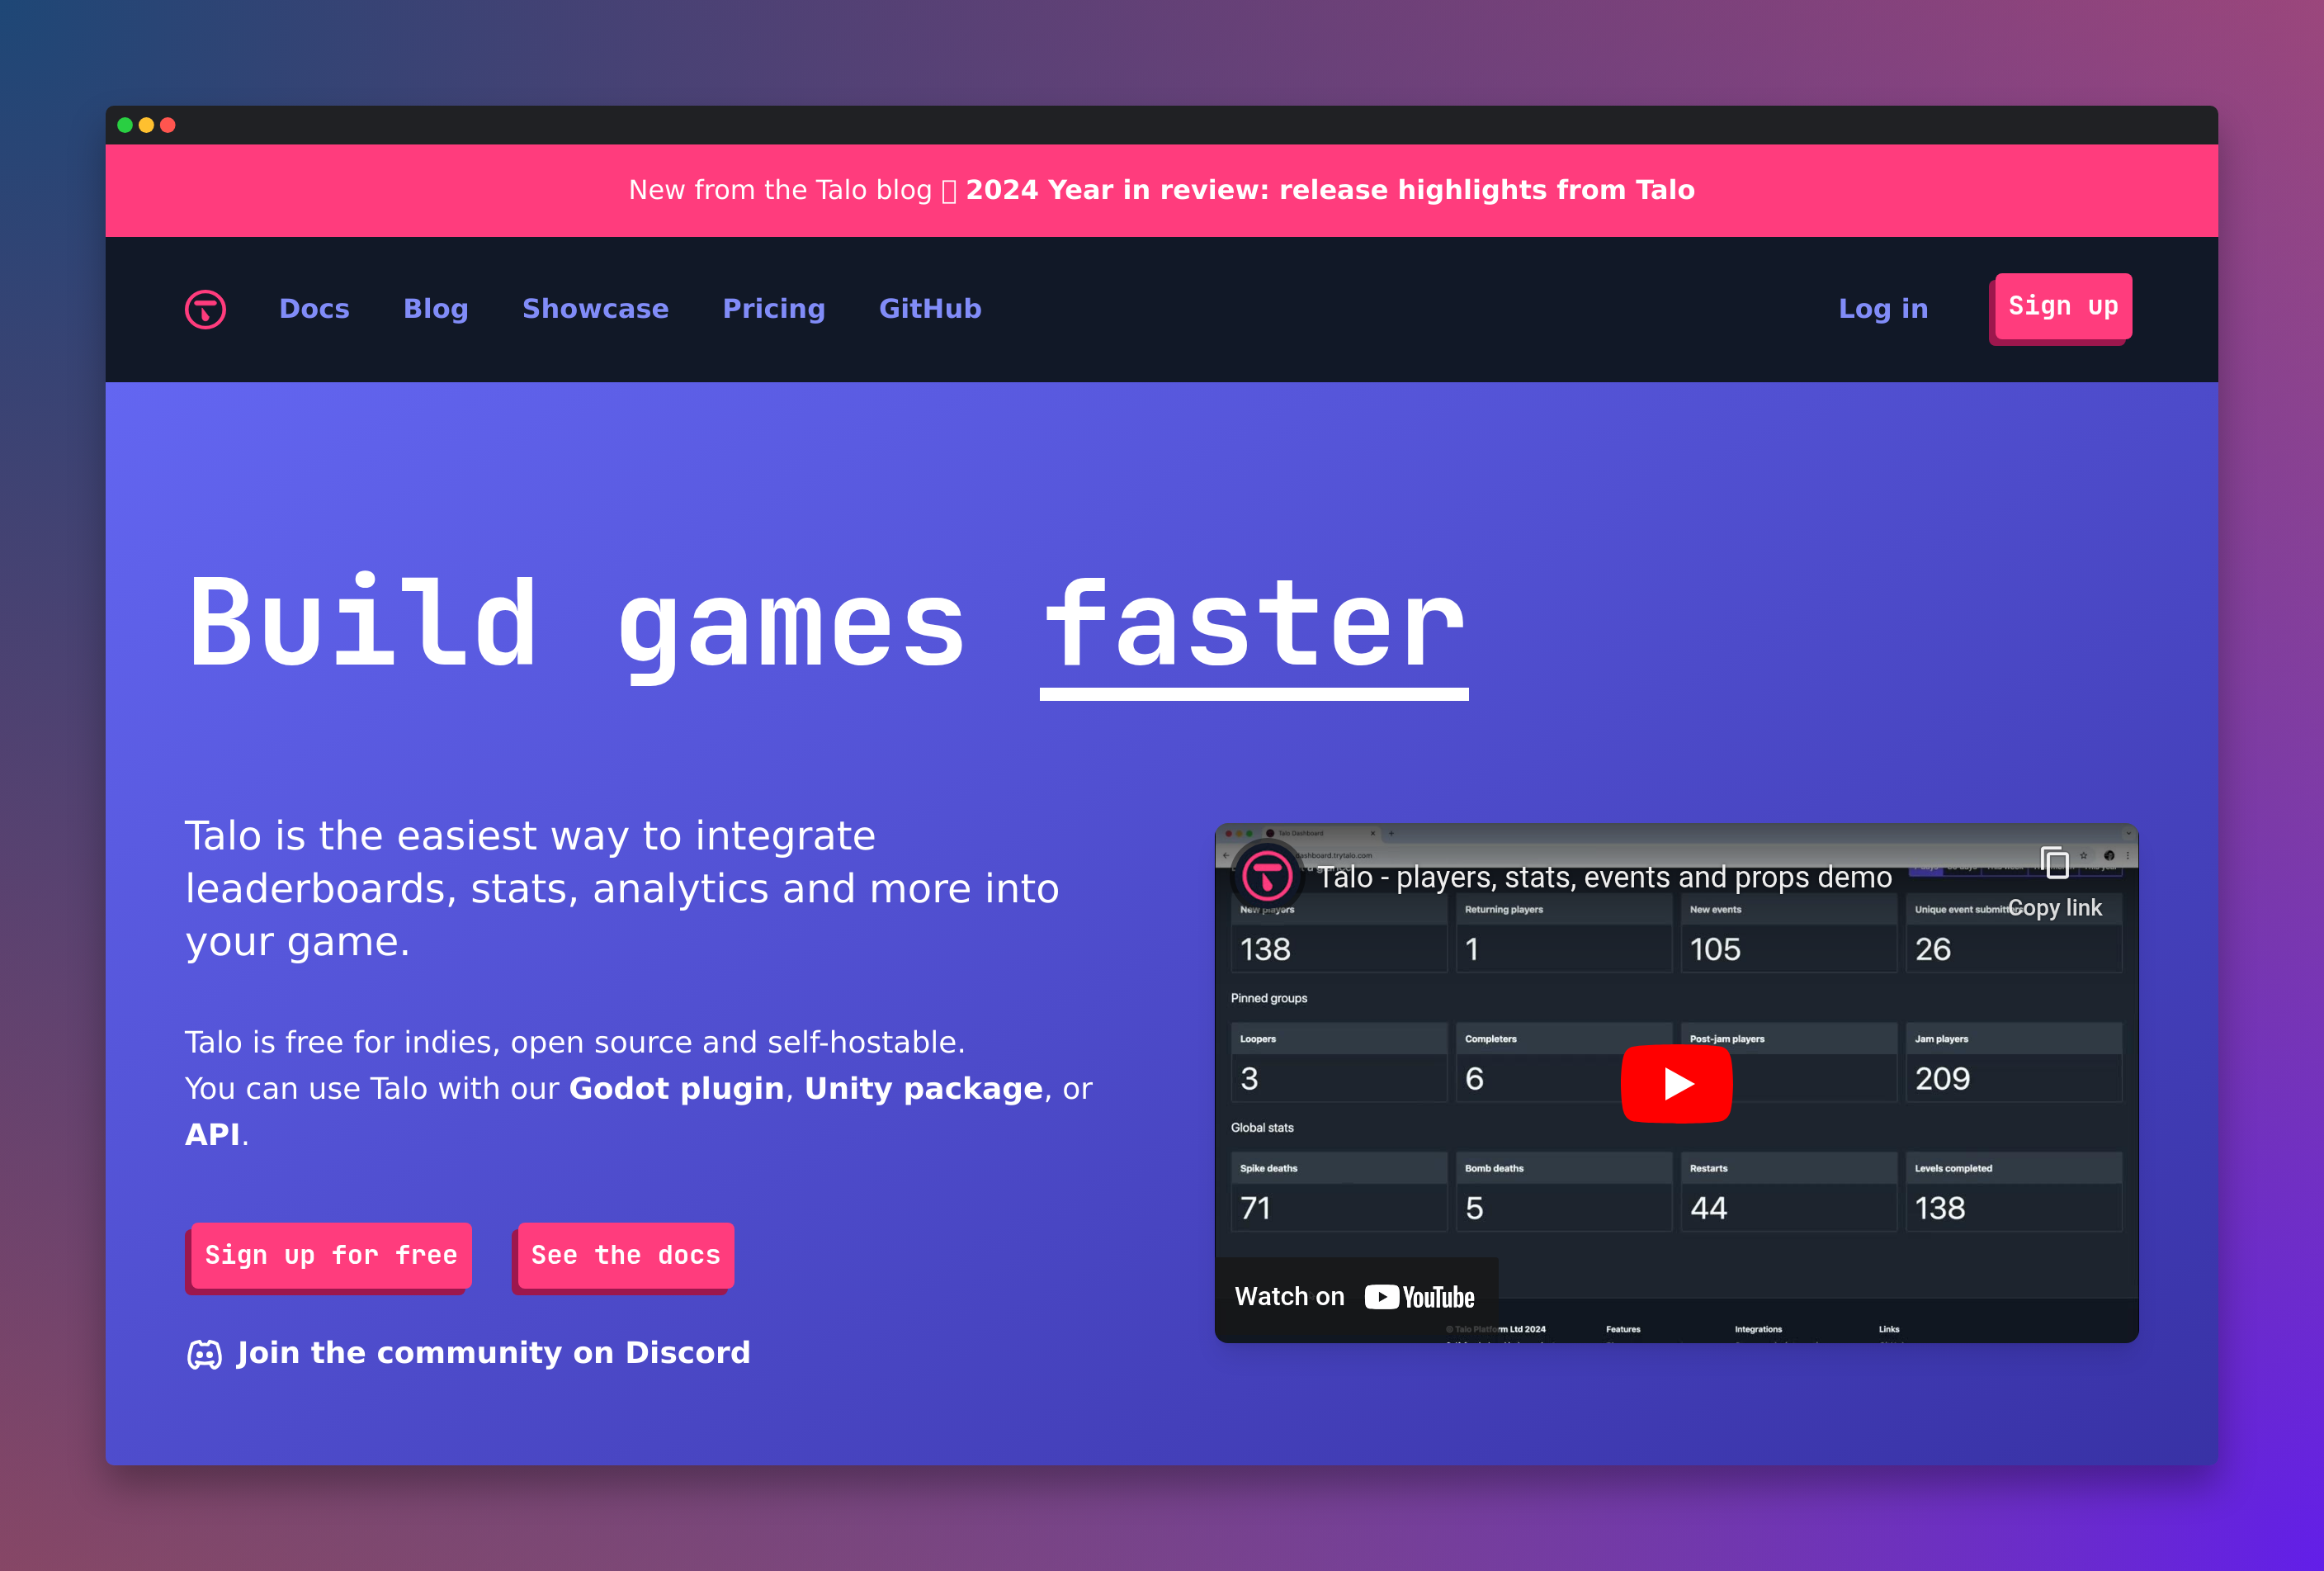 New from the Talo blog 2024 Year in review: release highlights from Talo
Docs
Blog
Showcase
Pricing
GitHub
Log in
Sign up
Build games faster
Talo is the easiest way to integrate
leaderboards, stats, analytics and more into
your game.
Talo is free for indies, open source and self-hostable.
You can use Talo with our Godot plugin, Unity package, or
API.
Sign up for free
See the docs
Join the community on Discord
Talo Dashboard
dashboard.trytalo.com
Talo - players, stats, events and props demo
Copy link
New players
Returning players
New events
Unique event submitters
138
1
105
26
Pinned groups
Loopers
Completers
Post-jam players
Jam players
3
6
209
Global stats
Spike deaths
Bomb deaths
Restarts
Levels completed
71
5
44
138
Watch on YouTube
© Talo Platform Ltd 2024
Features
Integrations
Links